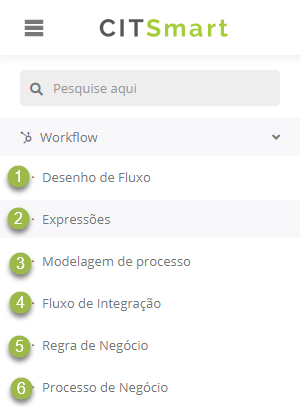 CITSmart
Pesquise aqui
Workflow
1 Desenho de Fluxo
2 Expressões
3 Modelagem de processo
4 Fluxo de Integração
5 Regra de Negócio
6 Processo de Negócio